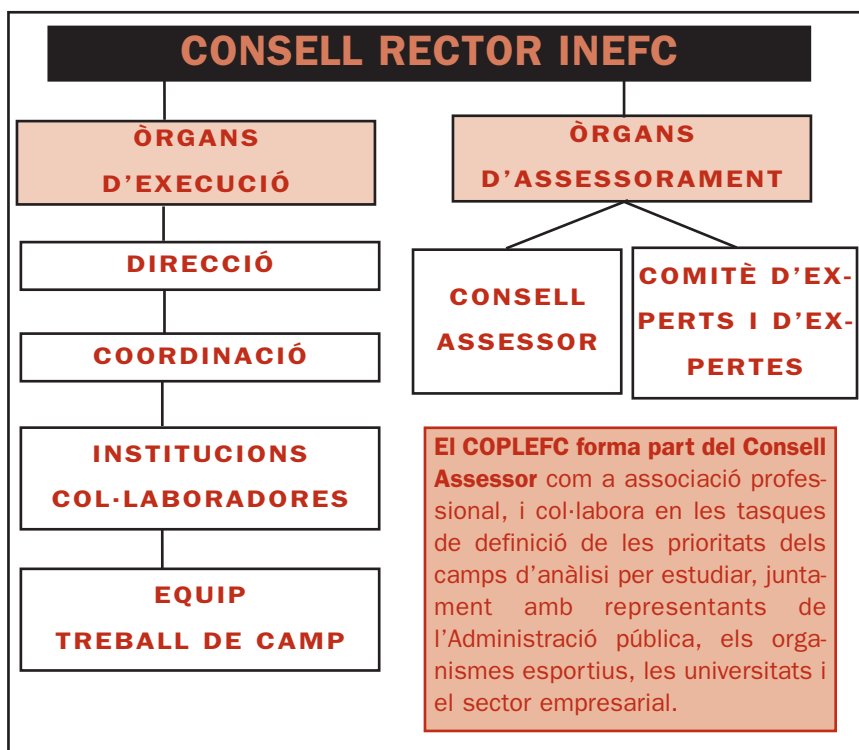 CONSELL RECTOR INEFC
ÒRGANS
D'EXECUCIÓ
DIRECCIÓ
COORDINACIÓ
INSTITUCIONS
COL·LABORADORES
EQUIP
TREBALL DE CAMP
ÒRGANS
D'ASSESSORAMENT
CONSELL
ASSESSOR
COMITÈ D'EX-
PERTS I D'EX-
PERTES
El COPLEFC forma part del Consell
Assessor com a associació profes-
sional, i col·labora en les tasques
de definició de les prioritats dels
camps d'anàlisi per estudiar, junta-
ment amb representants de
l'Administració pública, els orga-
nismes esportius, les universitats i
el sector empresarial.